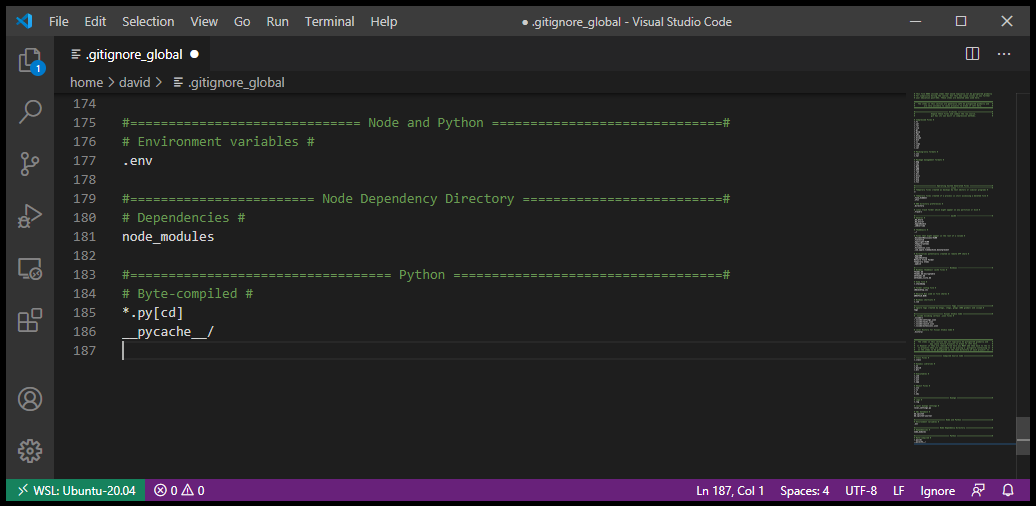 File Edit Selection View Go Run Terminal Help ● .gitignore_global - Visual Studio Code
.gitignore_global ●
home > david > .gitignore_global
174
175 #============================== Node and Python ==============================#
176 # Environment variables #
177 .env
178
179 #======================== Node Dependency Directory ==========================#
180 # Dependencies #
181 node_modules
182
183 #================================== Python ===================================#
184 # Byte-compiled #
185 *.py[cd]
186 __pycache__/
187
1
WSL: Ubuntu-20.04 0 0 Ln 187, Col 1 Spaces: 4 UTF-8 LF Ignore